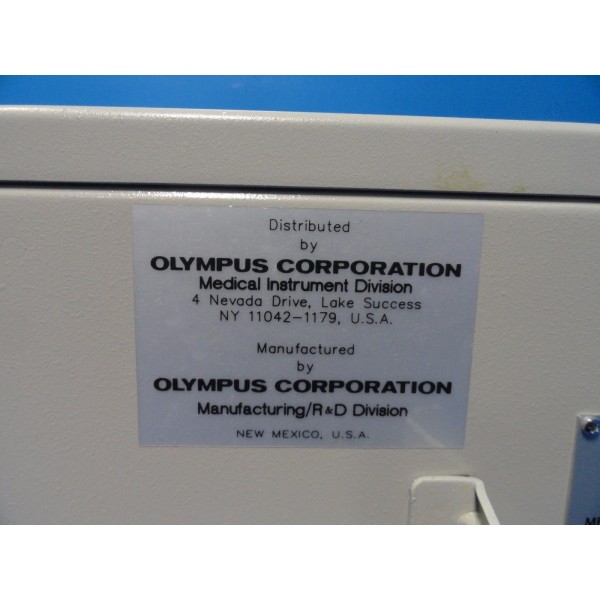 Distributed
by
OLYMPUS CORPORATION
Medical Instrument Division
4 Nevada Drive, Lake Success
NY 11042-1179, U.S.A.
Manufactured
by
OLYMPUS CORPORATION
Manufacturing/R&D Division
NEW MEXICO, U.S.A.